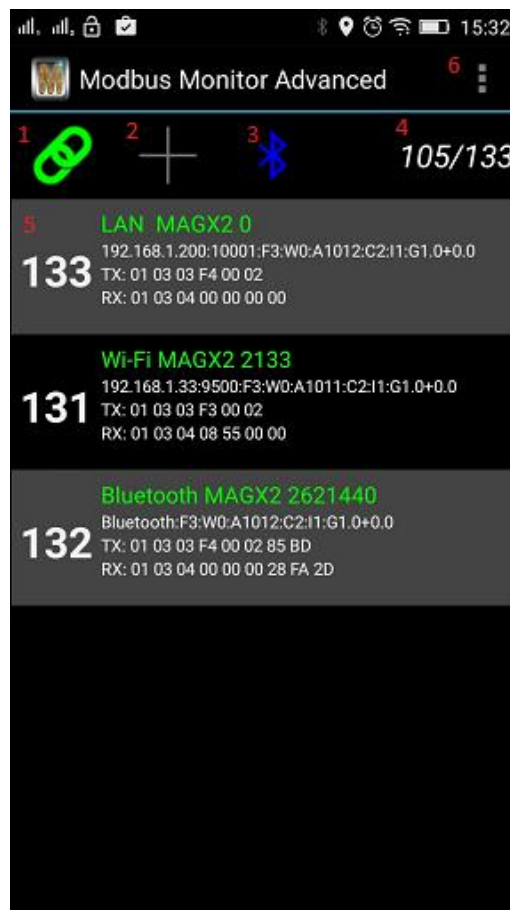 15:32
Modbus Monitor Advanced 6
1 2 3 4
105/133
5 LAN MAGX2 0
133 192.168.1.200:10001:F3:W0:A1012:C2:I1:G1.0+0.0
TX: 01 03 03 F4 00 02
RX: 01 03 04 00 00 00 00
Wi-Fi MAGX2 2133
131 192.168.1.33:9500:F3:W0:A1011:C2:I1:G1.0+0.0
TX: 01 03 03 F3 00 02
RX: 01 03 04 08 55 00 00
Bluetooth MAGX2 2621440
132 Bluetooth:F3:W0:A1012:C2:I1:G1.0+0.0
TX: 01 03 03 F4 00 02 85 BD
RX: 01 03 04 00 00 00 28 FA 2D